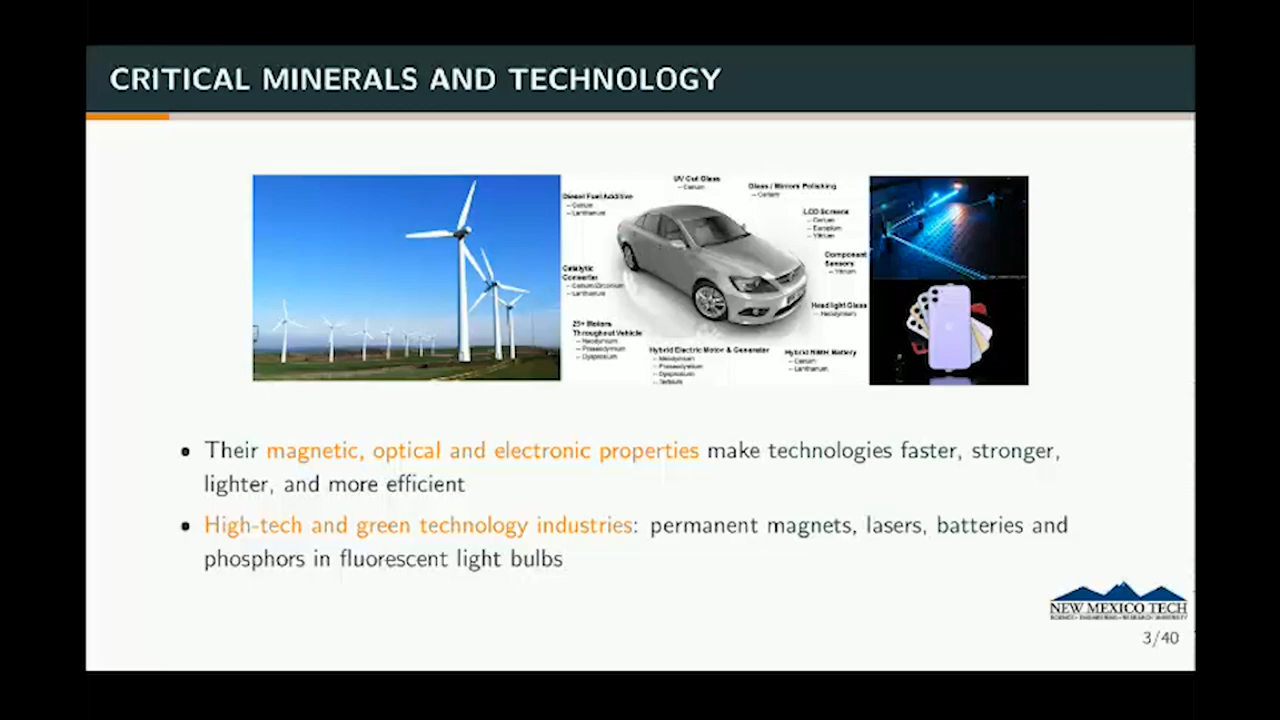 CRITICAL MINERALS AND TECHNOLOGY
UV Cut Glass
– Cerium
Glass / Mirrors Polishing
– Cerium
Diesel Fuel Additive
– Cerium
– Lanthanum
LCD Screens
– Cerium
– Europium
– Yttrium
Component
Sensors
– Yttrium
Catalytic
Converter
– Cerium/Zirconium
– Lanthanum
Headlight Glass
– Neodymium
25+ Motors
Throughout Vehicle
– Neodymium
– Praseodymium
– Dysprosium
Hybrid Electric Motor & Generator
– Neodymium
– Praseodymium
– Dysprosium
– Terbium
Hybrid NiMH Battery
– Cerium
– Lanthanum
• Their magnetic, optical and electronic properties make technologies faster, stronger,
lighter, and more efficient
• High-tech and green technology industries: permanent magnets, lasers, batteries and
phosphors in fluorescent light bulbs
NEW MEXICO TECH
SCIENCE • ENGINEERING • RESEARCH UNIVERSITY
3/40